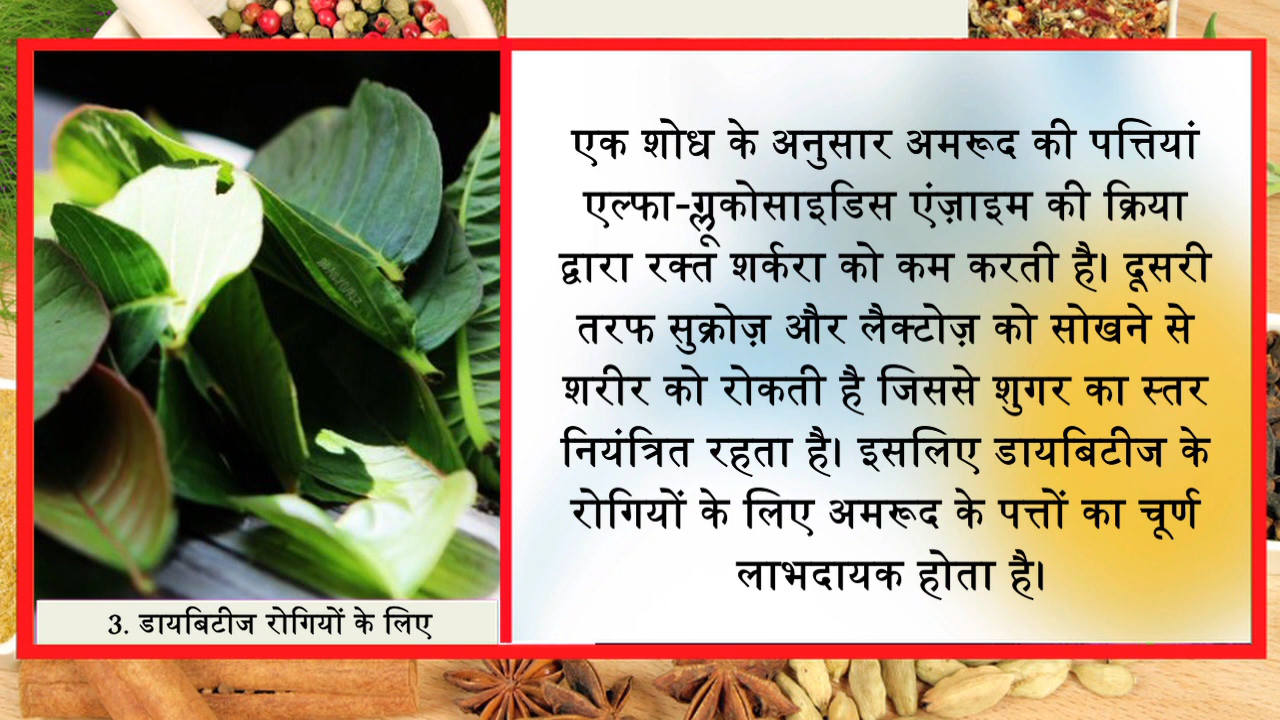 एक शोध के अनुसार अमरूद की पत्तियां
एल्फा-ग्लूकोसाइडिस एंज़ाइम की क्रिया
द्वारा रक्त शर्करा को कम करती है। दूसरी
तरफ सुक्रोज़ और लैक्टोज़ को सोखने से
शरीर को रोकती है जिससे शुगर का स्तर
नियंत्रित रहता है। इसलिए डायबिटीज के
रोगियों के लिए अमरूद के पत्तों का चूर्ण
लाभदायक होता है।
3. डायबिटीज रोगियों के लिए